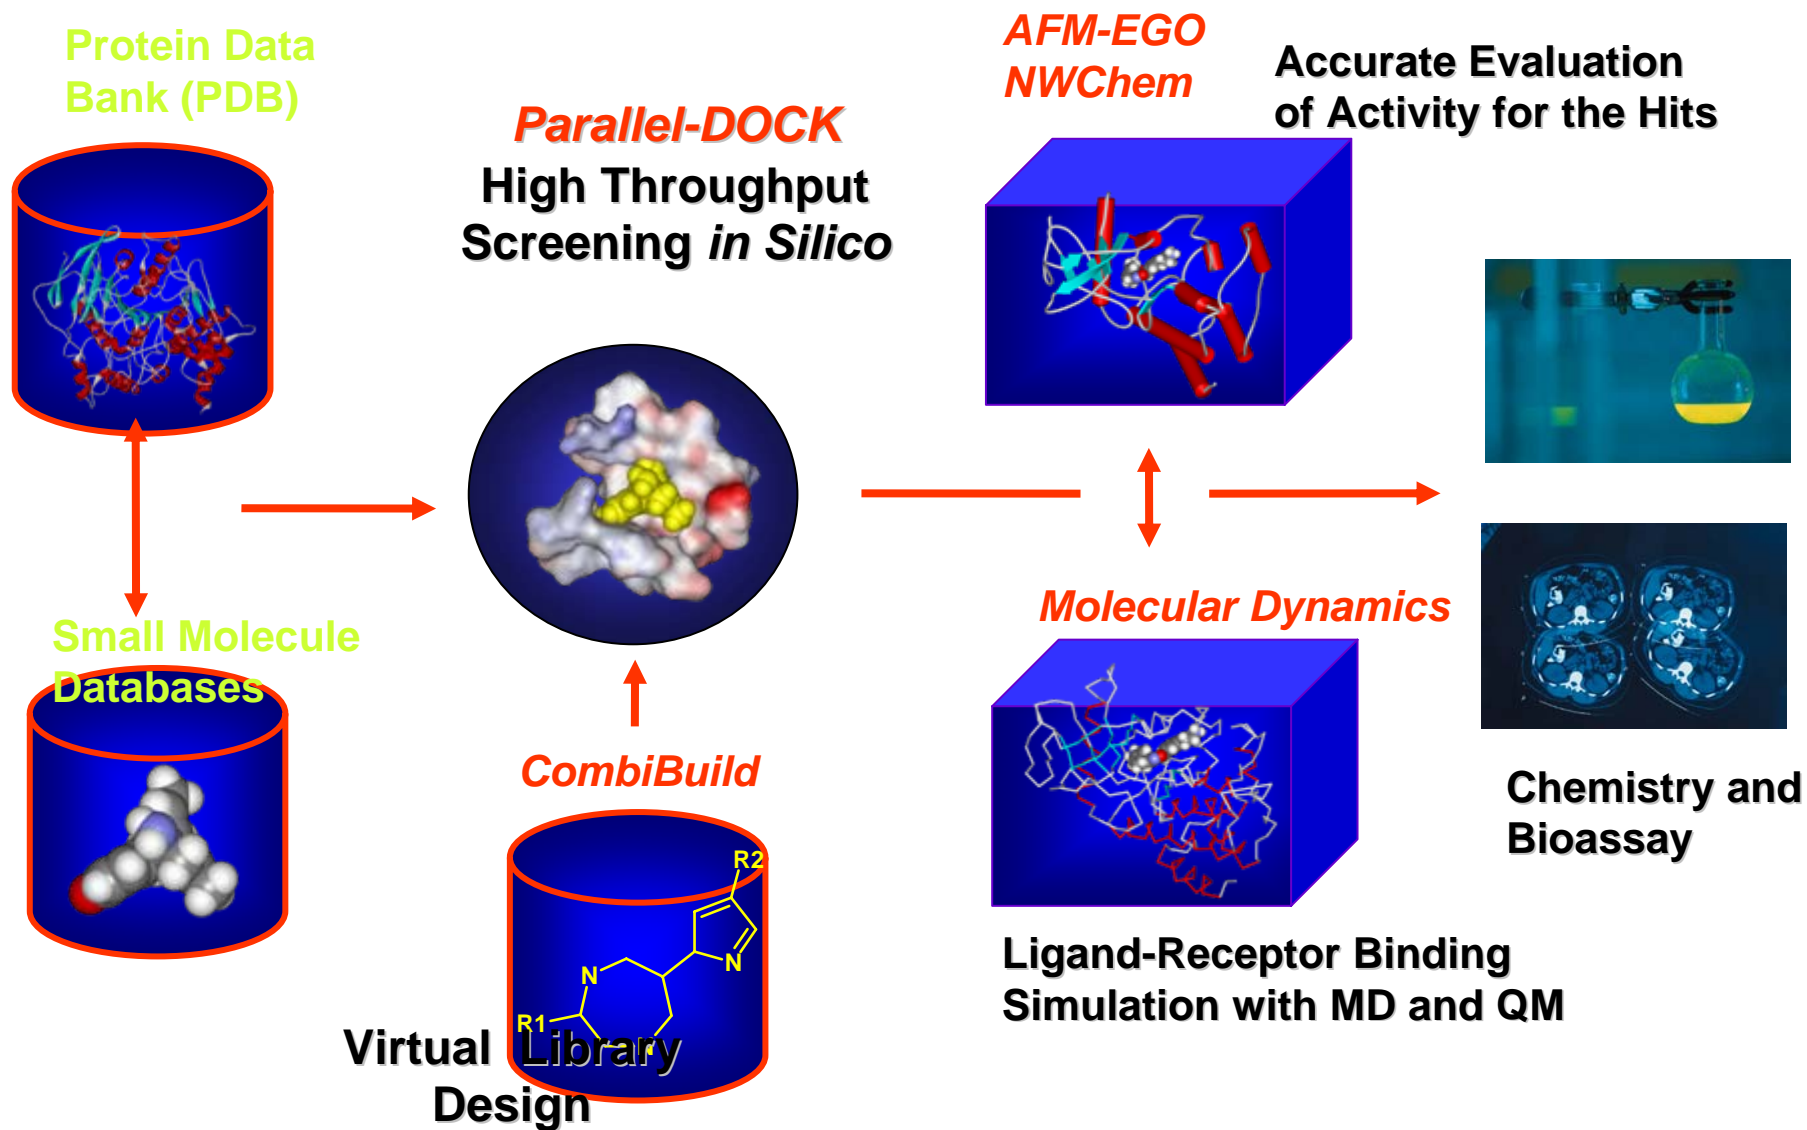 Protein Data
Bank (PDB)
Parallel-DOCK
High Throughput
Screening in Silico
AFM-EGO
NWChem
Accurate Evaluation
of Activity for the Hits
Small Molecule
Databases
CombiBuild
R2
N
N
R1
N
Virtual Library
Design
Molecular Dynamics
Ligand-Receptor Binding
Simulation with MD and QM
Chemistry and
Bioassay